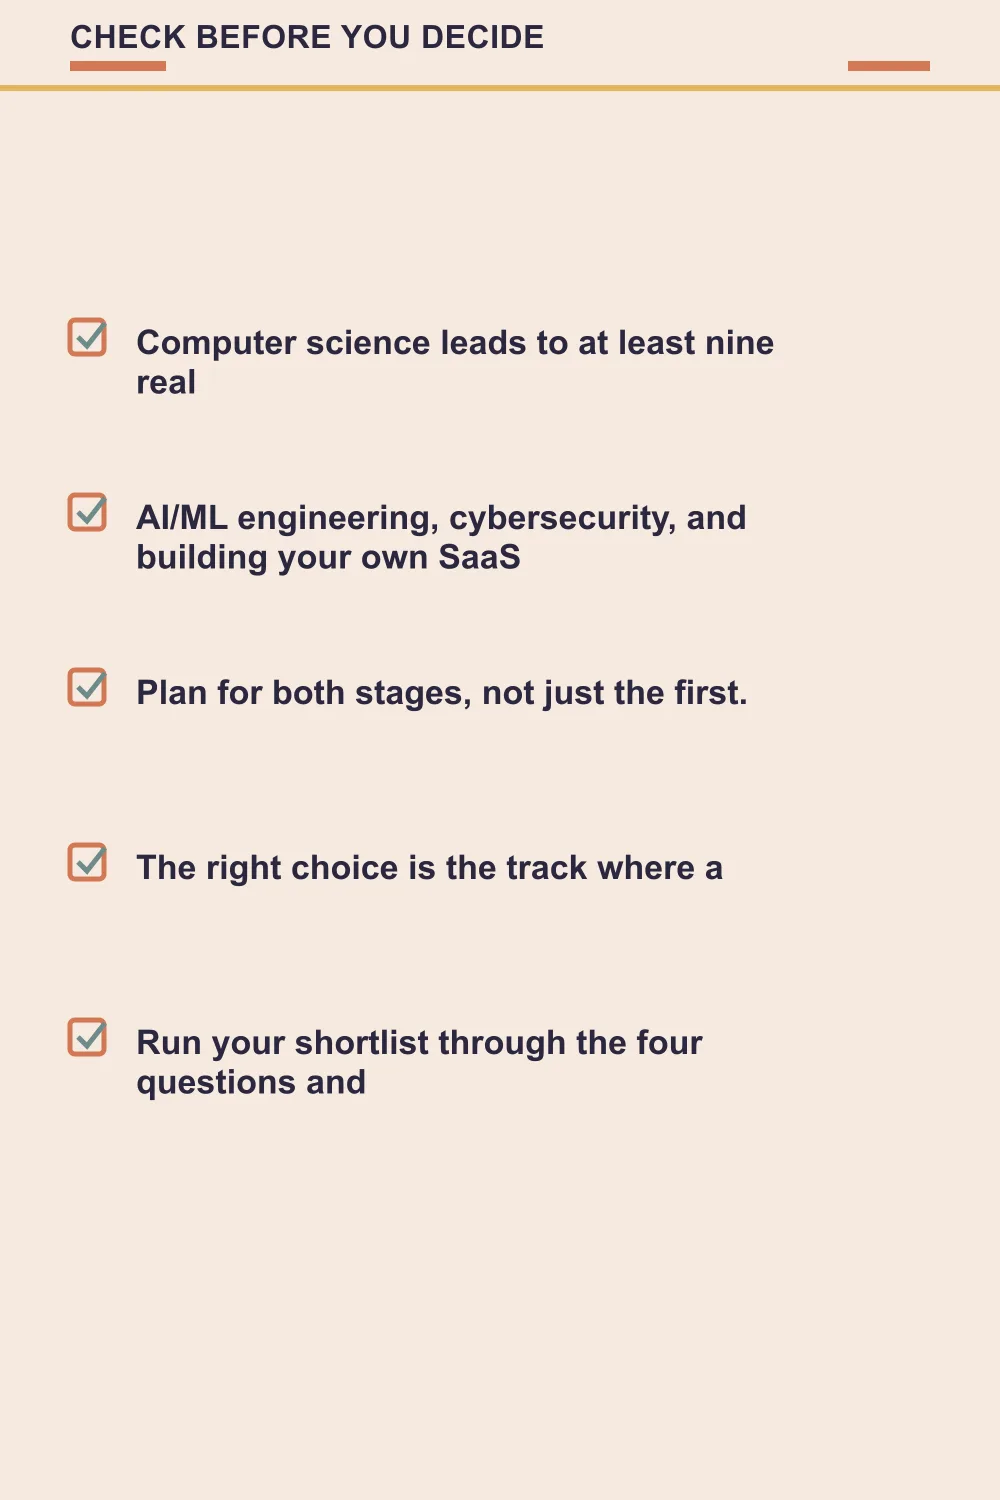 CHECK BEFORE YOU DECIDE
Computer science leads to at least nine
real
AI/ML engineering, cybersecurity, and
building your own SaaS
Plan for both stages, not just the first.
The right choice is the track where a
Run your shortlist through the four
questions and